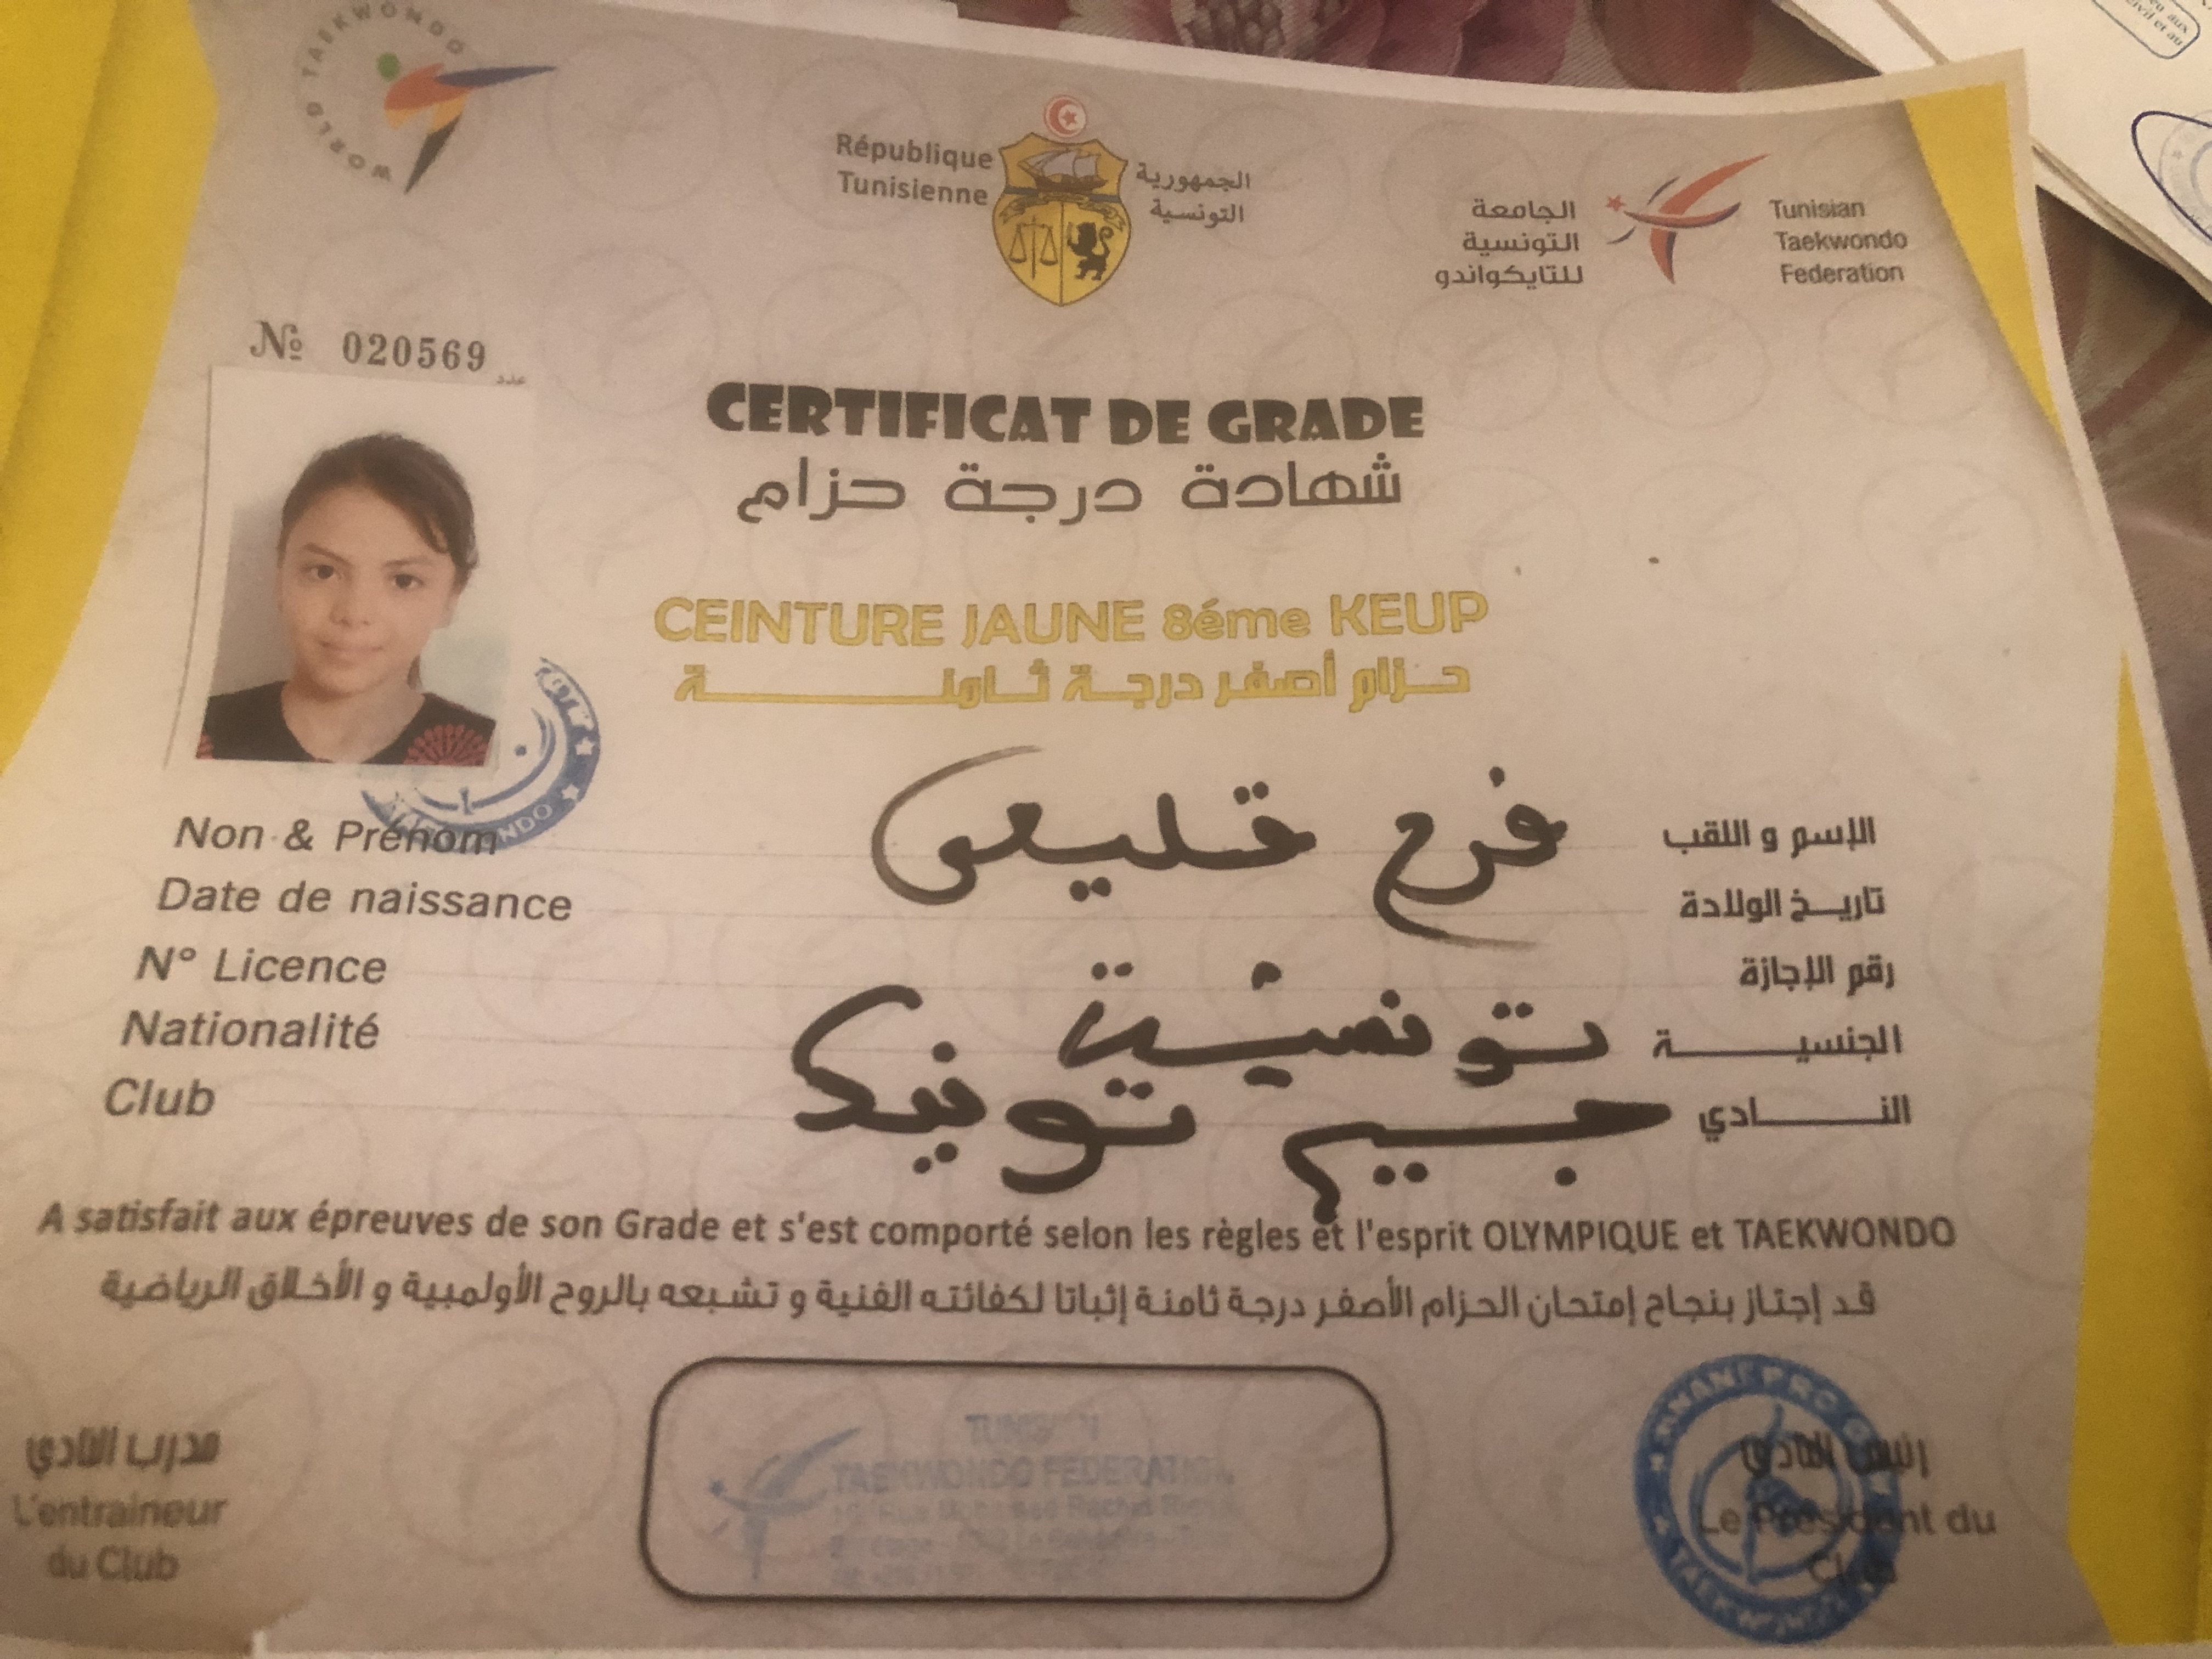 WORLD TAEKWONDO
République
Tunisienne
الجمهورية
التونسية
الجامعة
التونسية
للتايكواندو
Tunisian
Taekwondo
Federation
№ 020569 عدد
CERTIFICAT DE GRADE
شهادة درجة حزام
CEINTURE JAUNE 8éme KEUP
حزام أصفر درجة ثامنة
Non & Prénom فرح قليعي الإسم و اللقب
Date de naissance تاريخ الولادة
N° Licence رقم الإجازة
Nationalité تونسية الجنسية
Club جيم النادي
A satisfait aux épreuves de son Grade et s'est comporté selon les règles et l'esprit OLYMPIQUE et TAEKWONDO
قد إجتاز بنجاح إمتحان الحزام الأصفر درجة ثامنة إثباتا لكفائته الفنية و تشبعه بالروح الأولمبية و الأخلاق الرياضية
مدرب النادي
L'entraineur
du Club
TAEKWONDO FEDERATION
رئيس النادي
Le Président du
Club